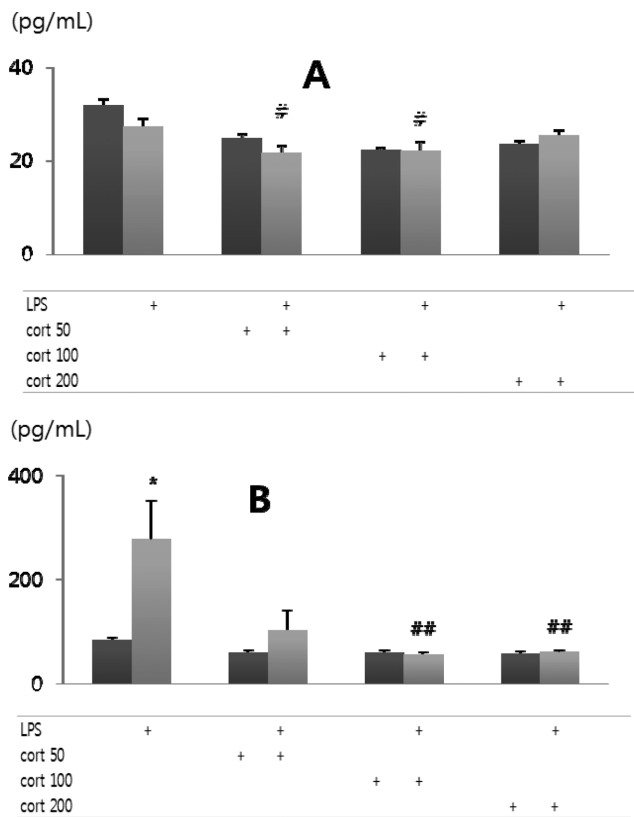 (pg/mL)
40
A
#
#
20
0
LPS + + + +
cort 50 + +
cort 100 + +
cort 200 + +
(pg/mL)
400
*
B
200
##
##
0
LPS + + + +
cort 50 + +
cort 100 + +
cort 200 + +